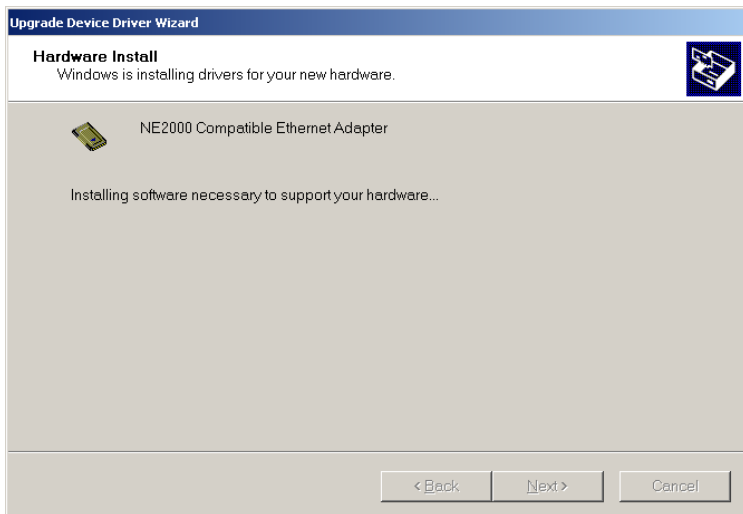 Upgrade Device Driver Wizard
Hardware Install
Windows is installing drivers for your new hardware.
NE2000 Compatible Ethernet Adapter
Installing software necessary to support your hardware...
< Back Next > Cancel